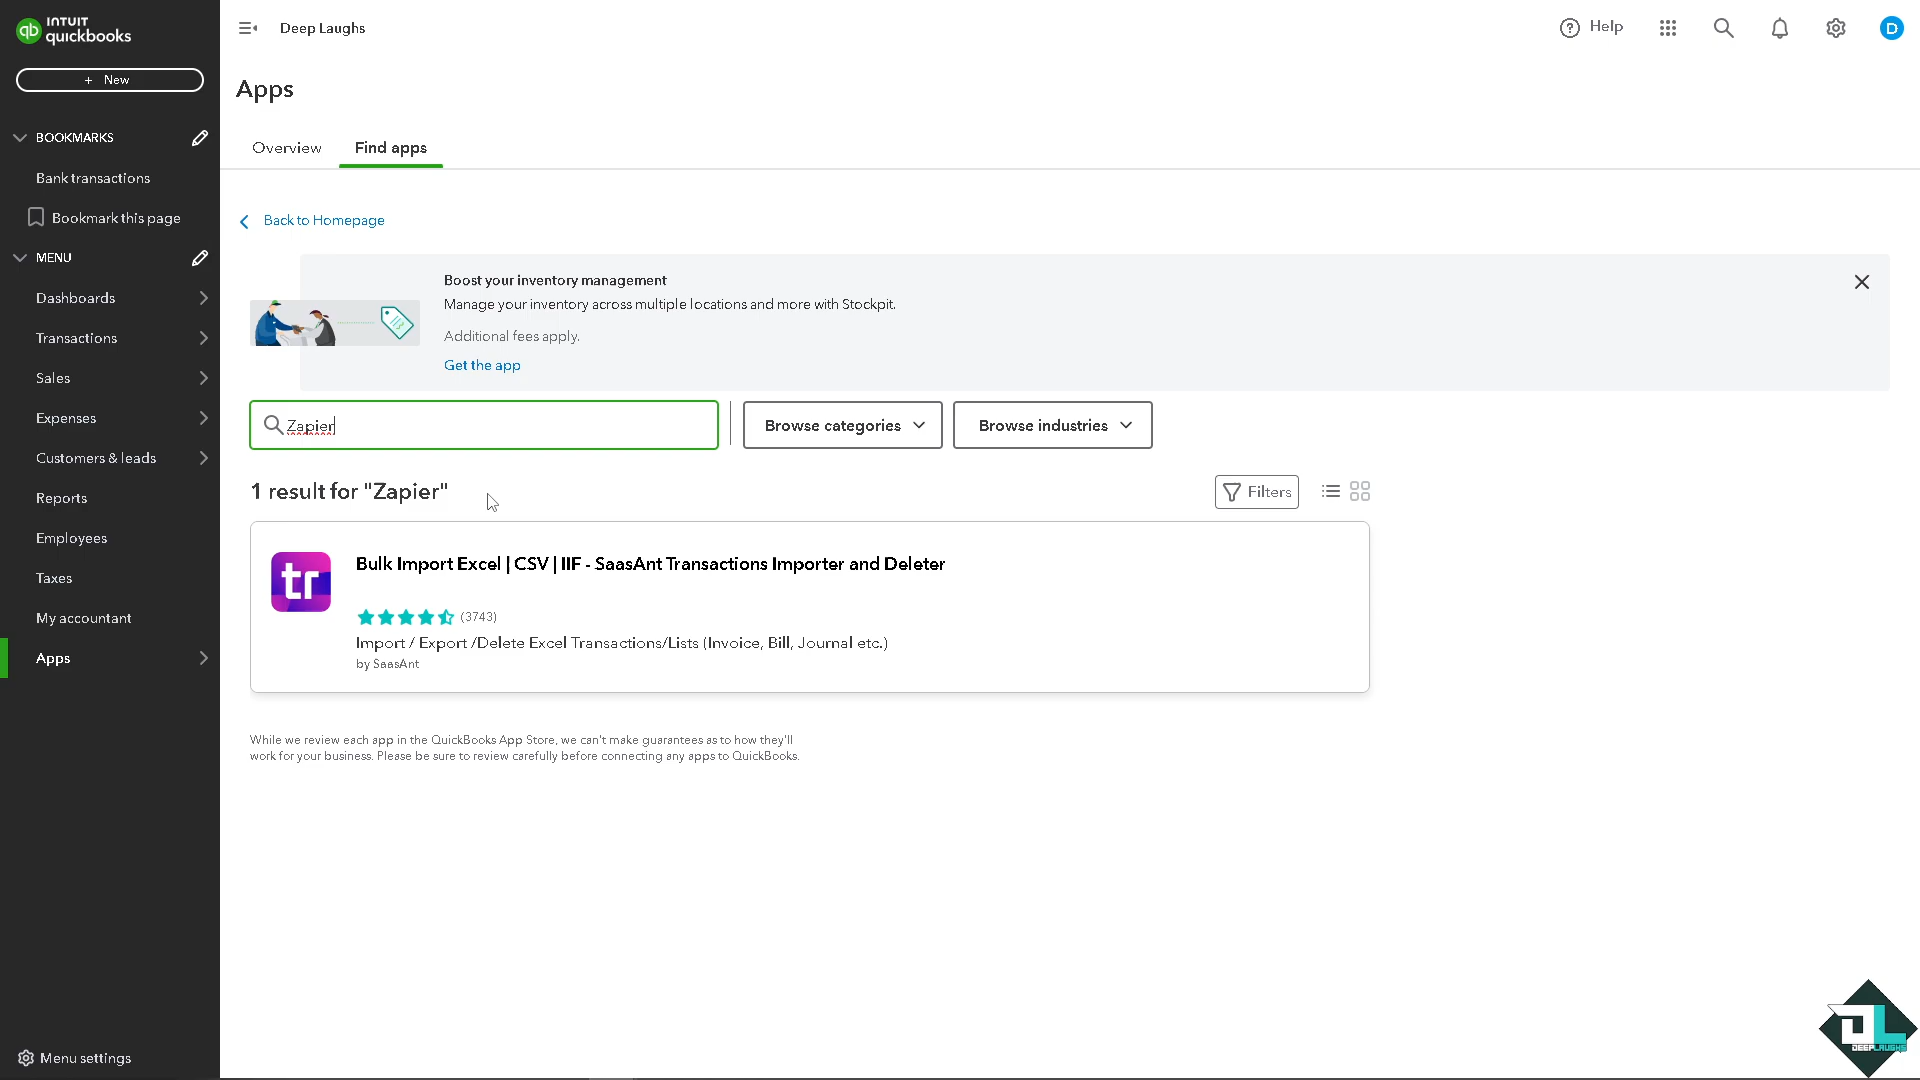 INTUIT
quickbooks
+ New
BOOKMARKS
Bank transactions
Bookmark this page
MENU
Dashboards
Transactions
Sales
Expenses
Customers & leads
Reports
Employees
Taxes
My accountant
Apps
Menu settings
Deep Laughs
Help
D
Apps
Overview
Find apps
Back to Homepage
Boost your inventory management
Manage your inventory across multiple locations and more with Stockpit.
Additional fees apply.
Get the app
Zapier
Browse categories
Browse industries
1 result for "Zapier"
Filters
tr
Bulk Import Excel | CSV | IIF - SaasAnt Transactions Importer and Deleter
(3743)
Import / Export /Delete Excel Transactions/Lists (Invoice, Bill, Journal etc.)
by SaasAnt
While we review each app in the QuickBooks App Store, we can't make guarantees as to how they'll
work for your business. Please be sure to review carefully before connecting any apps to QuickBooks.
DL
DEEPLAUGHS